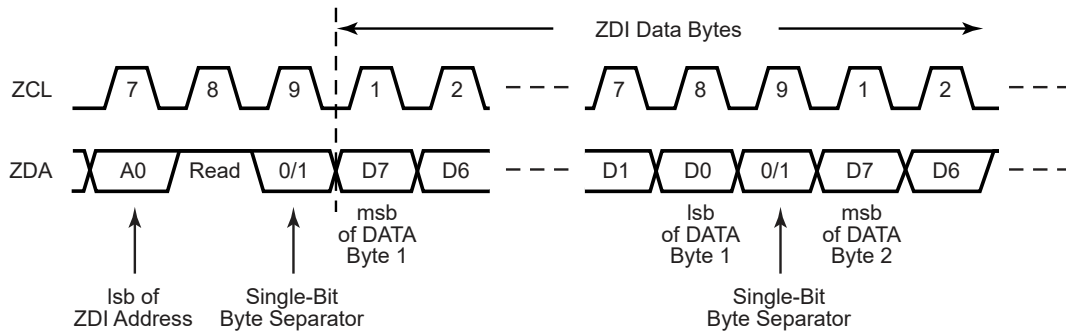 ZDI Data Bytes
ZCL 7 8 9 1 2 7 8 9 1 2
ZDA A0 Read 0/1 D7 D6 D1 D0 0/1 D7 D6
msb
of DATA
Byte 1
lsb
of DATA
Byte 1
msb
of DATA
Byte 2
lsb of
ZDI Address
Single-Bit
Byte Separator
Single-Bit
Byte Separator